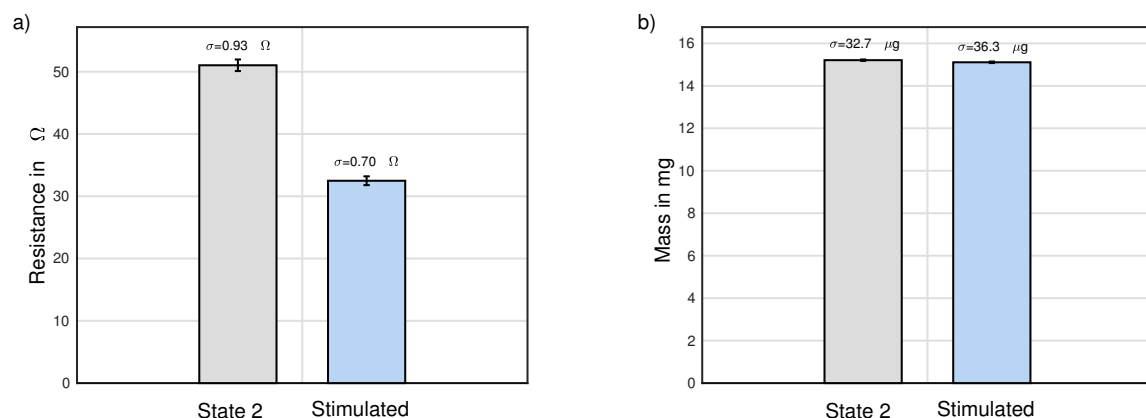 a)
σ=0.93 Ω
σ=0.70 Ω
50
40
30
20
10
0
Resistance in Ω
State 2
Stimulated
b)
σ=32.7 μg
σ=36.3 μg
16
14
12
10
8
6
4
2
0
Mass in mg
State 2
Stimulated